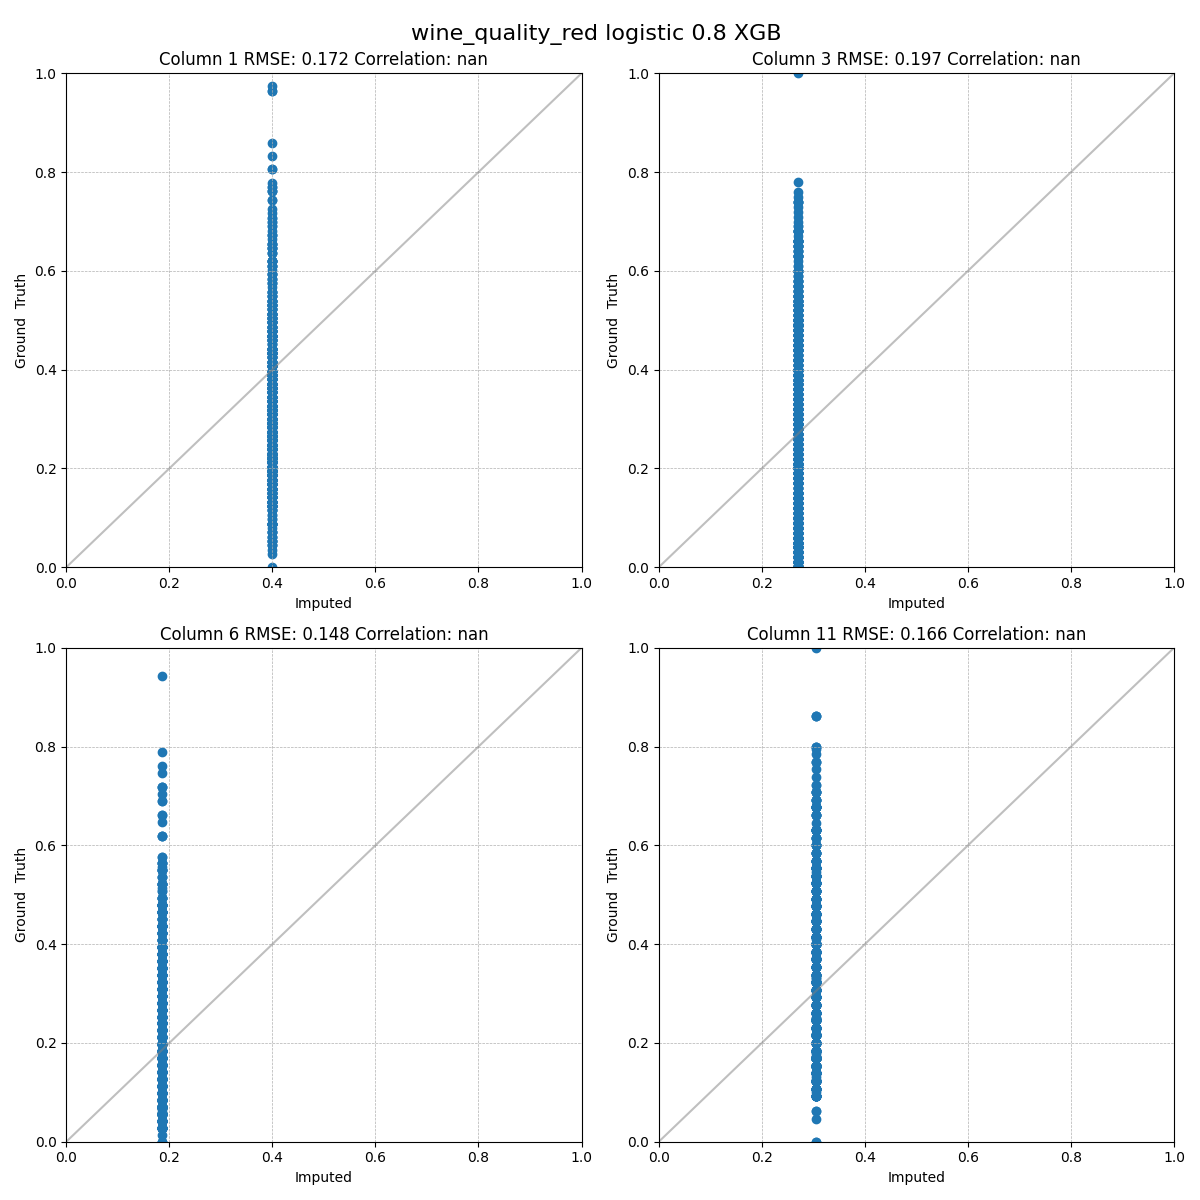 wine_quality_red logistic 0.8 XGB
Column 1 RMSE: 0.172 Correlation: nan
1.0
0.8
0.6
0.4
0.2
0.0
Ground  Truth
0.0 0.2 0.4 0.6 0.8 1.0
Imputed
Column 3 RMSE: 0.197 Correlation: nan
1.0
0.8
0.6
0.4
0.2
0.0
Ground  Truth
0.0 0.2 0.4 0.6 0.8 1.0
Imputed
Column 6 RMSE: 0.148 Correlation: nan
1.0
0.8
0.6
0.4
0.2
0.0
Ground  Truth
0.0 0.2 0.4 0.6 0.8 1.0
Imputed
Column 11 RMSE: 0.166 Correlation: nan
1.0
0.8
0.6
0.4
0.2
0.0
Ground  Truth
0.0 0.2 0.4 0.6 0.8 1.0
Imputed